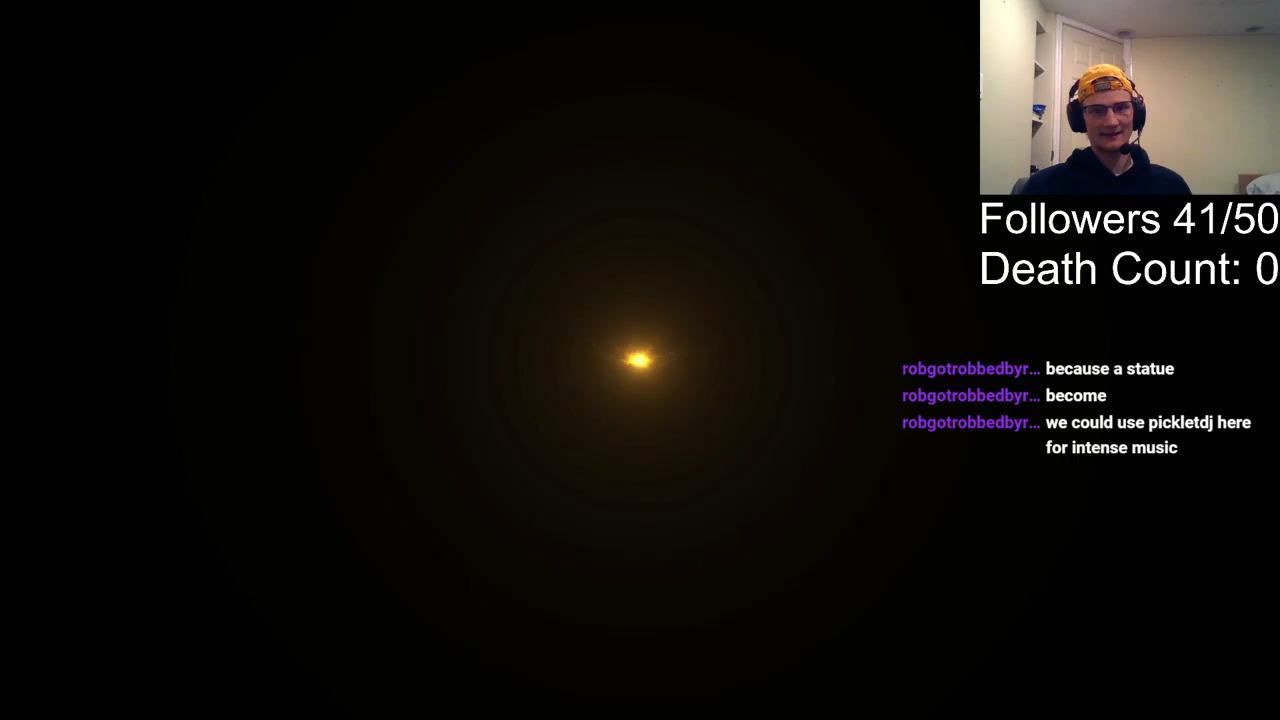 Followers 41/50
Death Count: 0
robgotrobbedbyr... because a statue
robgotrobbedbyr... become
robgotrobbedbyr... we could use pickletdj here
for intense music